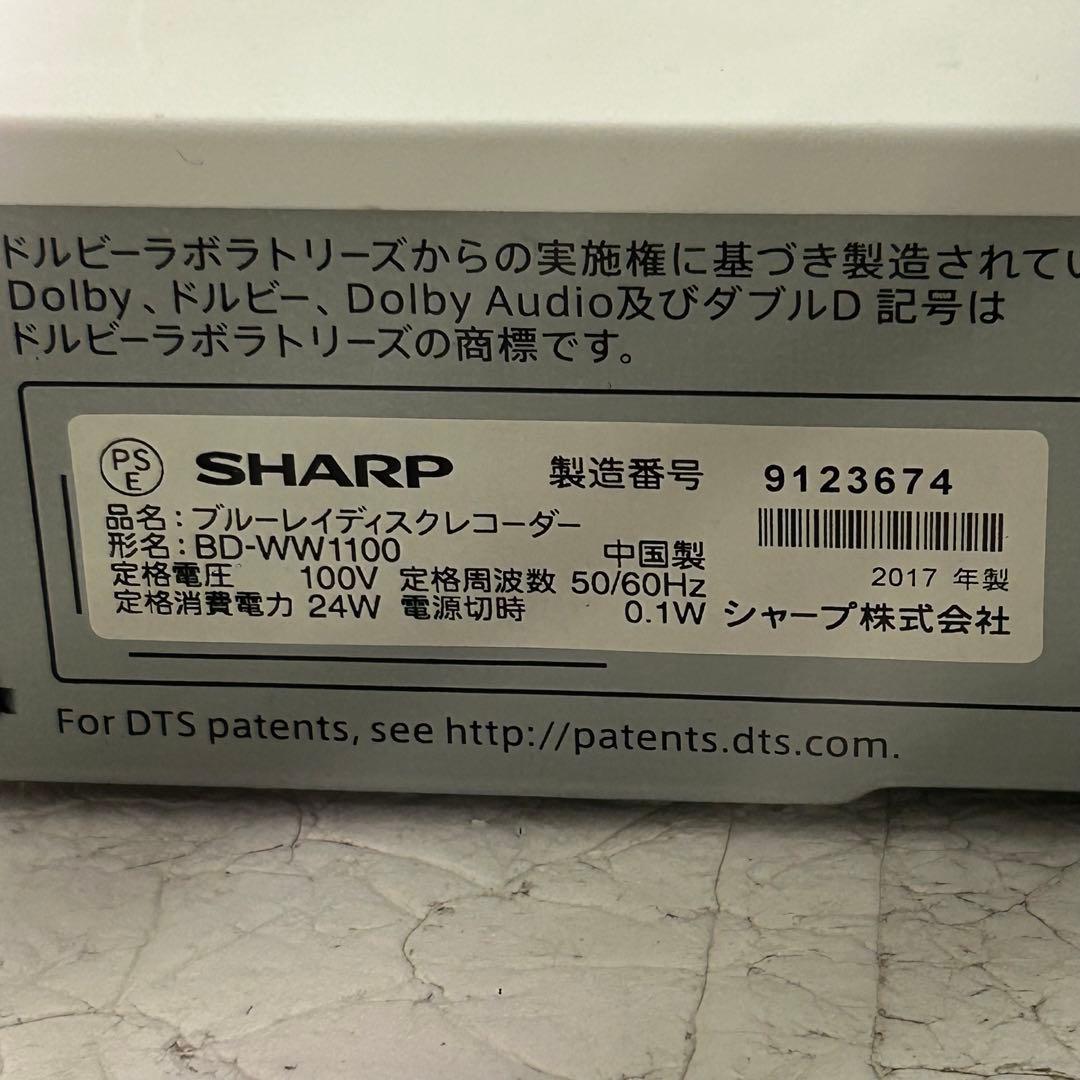 ドルビーラボラトリーズからの実施権に基づき製造されてい
Dolby、ドルビー、Dolby Audio及びダブルD 記号は
ドルビーラボラトリーズの商標です。
PSE SHARP 製造番号 9123674
品名：ブルーレイディスクレコーダー
形名：BD-WW1100 中国製
定格電圧 100V 定格周波数 50/60Hz 2017 年製
定格消費電力 24W 電源切時 0.1W シャープ株式会社
For DTS patents, see http://patents.dts.com.